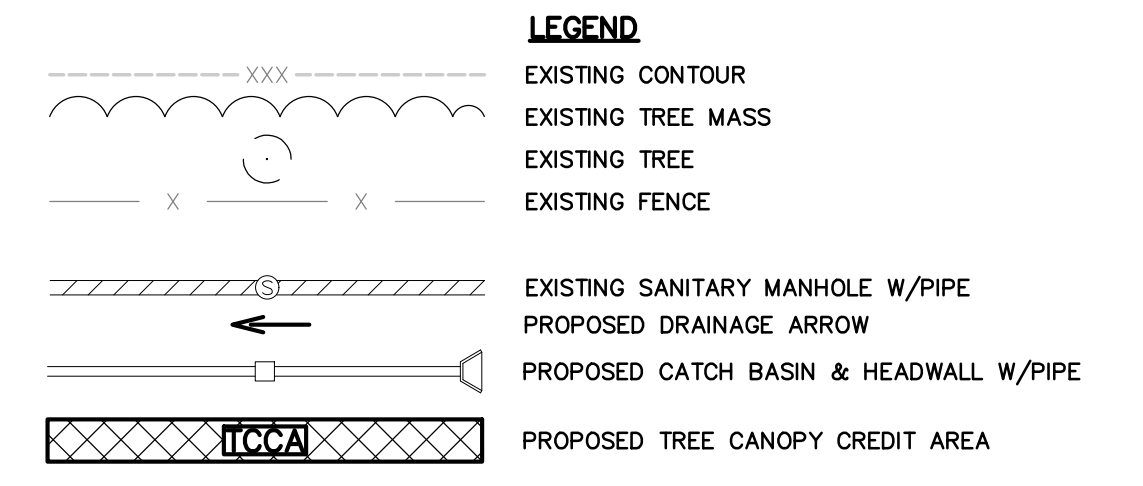 LEGEND
XXX EXISTING CONTOUR
EXISTING TREE MASS
EXISTING TREE
X X EXISTING FENCE
S EXISTING SANITARY MANHOLE W/PIPE
PROPOSED DRAINAGE ARROW
PROPOSED CATCH BASIN & HEADWALL W/PIPE
TCCA PROPOSED TREE CANOPY CREDIT AREA